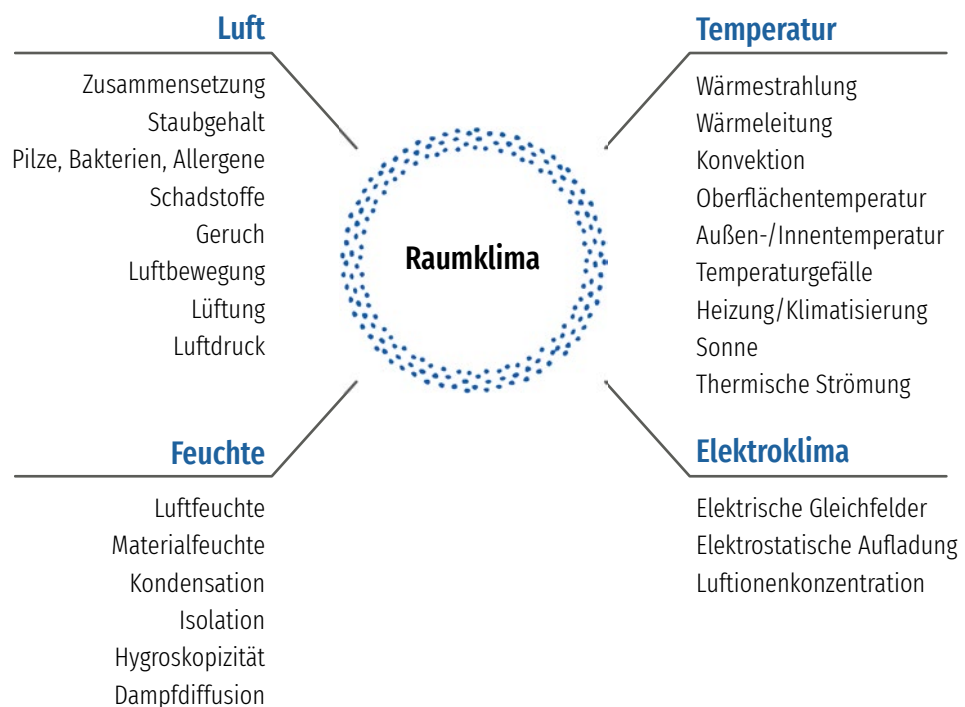 Luft
Zusammensetzung
Staubgehalt
Pilze, Bakterien, Allergene
Schadstoffe
Geruch
Luftbewegung
Lüftung
Luftdruck
Temperatur
Wärmestrahlung
Wärmeleitung
Konvektion
Oberflächentemperatur
Außen-/Innentemperatur
Temperaturgefälle
Heizung/Klimatisierung
Sonne
Thermische Strömung
Raumklima
Feuchte
Luftfeuchte
Materialfeuchte
Kondensation
Isolation
Hygroskopizität
Dampfdiffusion
Elektroklima
Elektrische Gleichfelder
Elektrostatische Aufladung
Luftionenkonzentration